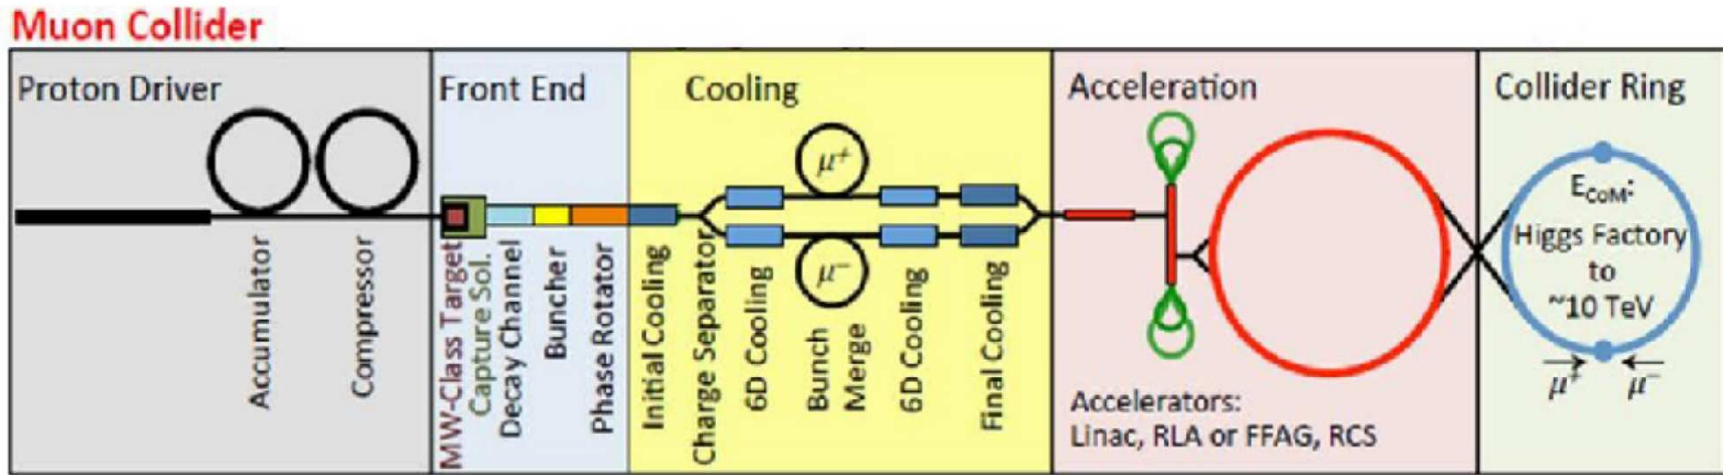 Muon Collider
Proton Driver
Accumulator
Compressor
Front End
MW-Class Target
Capture Sol.
Decay Channel
Buncher
Phase Rotator
Cooling
μ+
μ−
Initial Cooling
Charge Separator
6D Cooling
Bunch
Merge
6D Cooling
Final Cooling
Acceleration
Accelerators:
Linac, RLA or FFAG, RCS
Collider Ring
ECoM:
Higgs Factory
to
~10 TeV
μ+ μ−